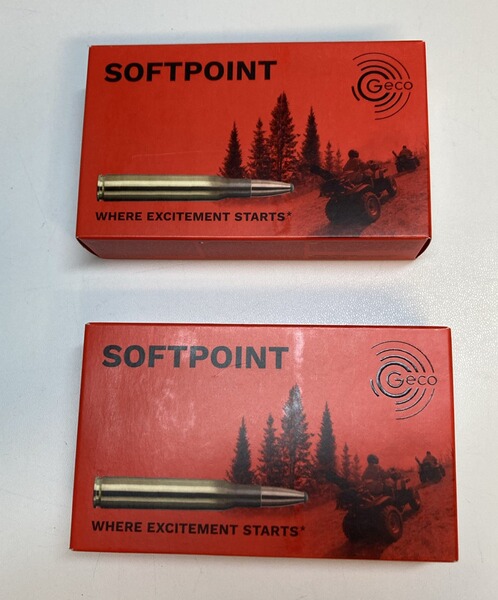 SOFTPOINT
Geco
WHERE EXCITEMENT STARTS*
SOFTPOINT
Geco
WHERE EXCITEMENT STARTS*